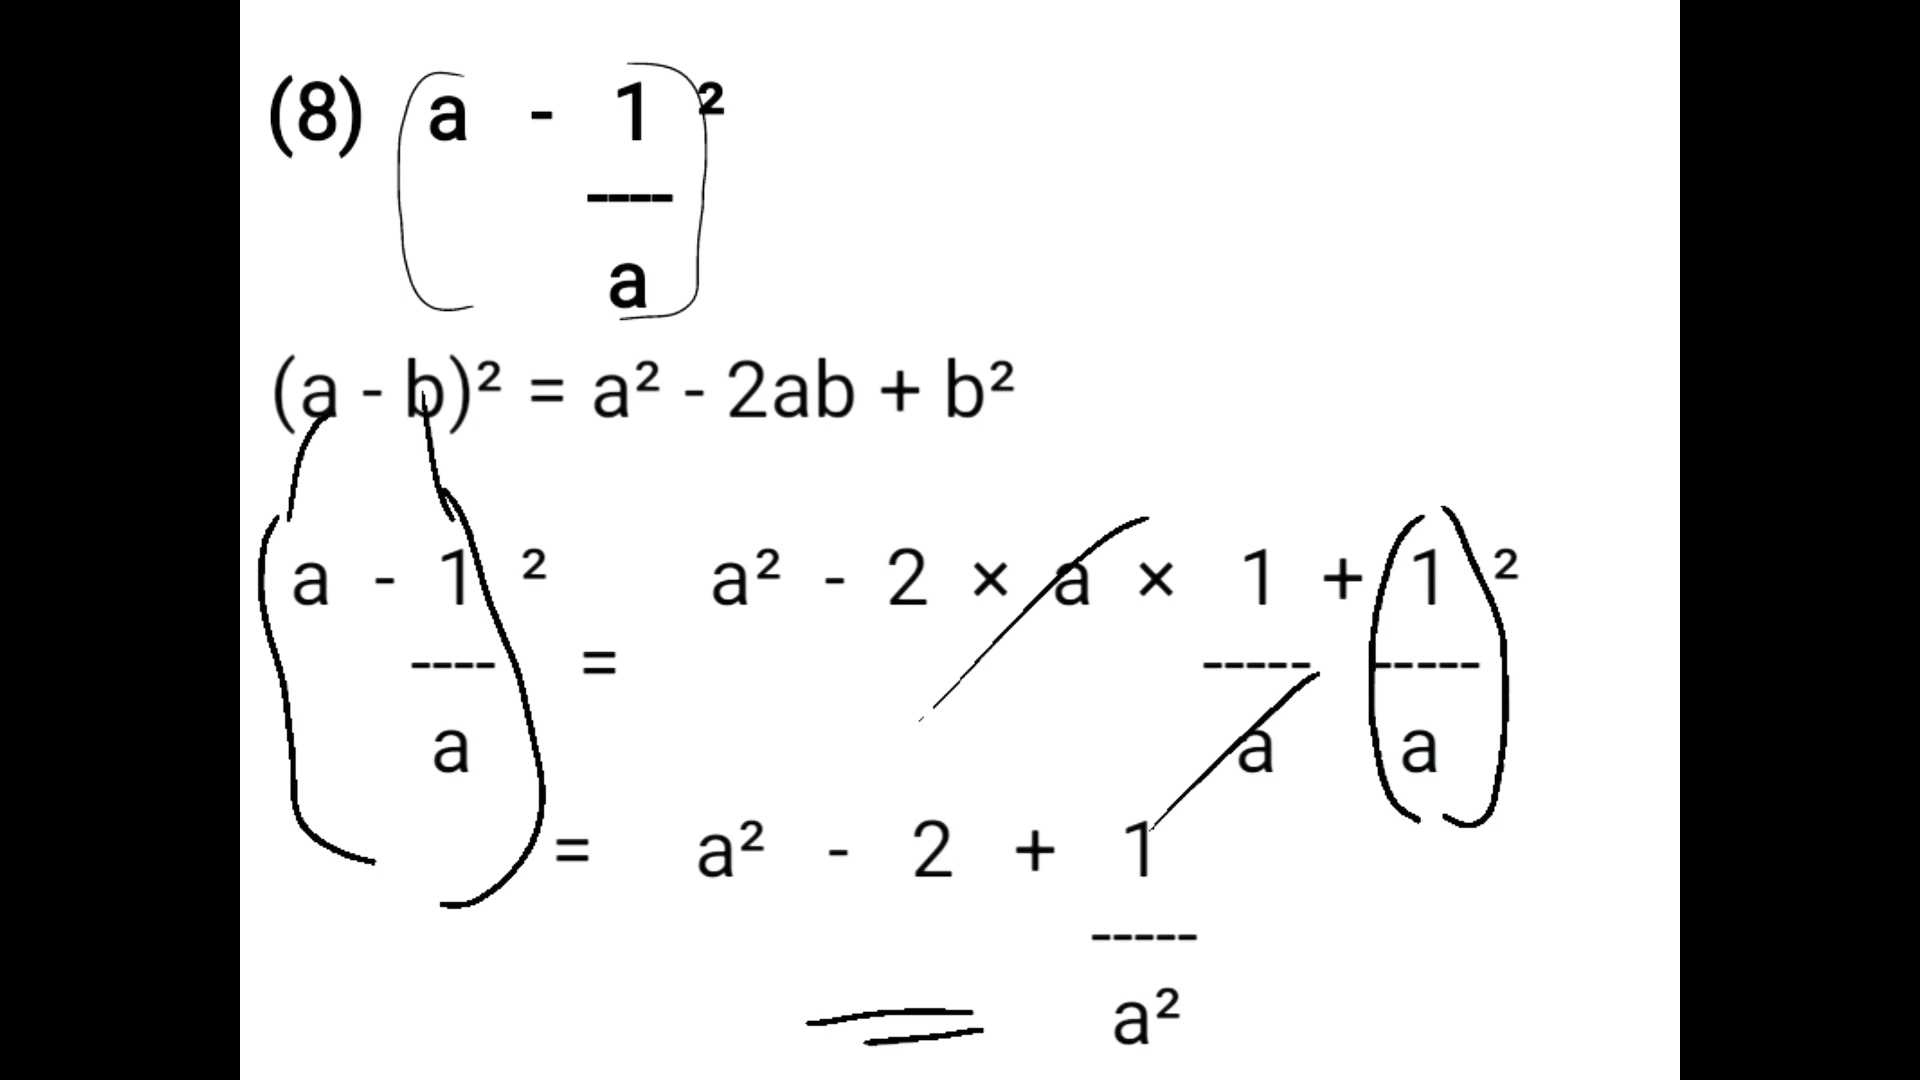 (8) a - 1 ²
----
a
(a - b)² = a² - 2ab + b²
a - 1 ² a² - 2 × a × 1 + 1 ²
---- = ----- -----
a a a
= a² - 2 + 1
-----
a²